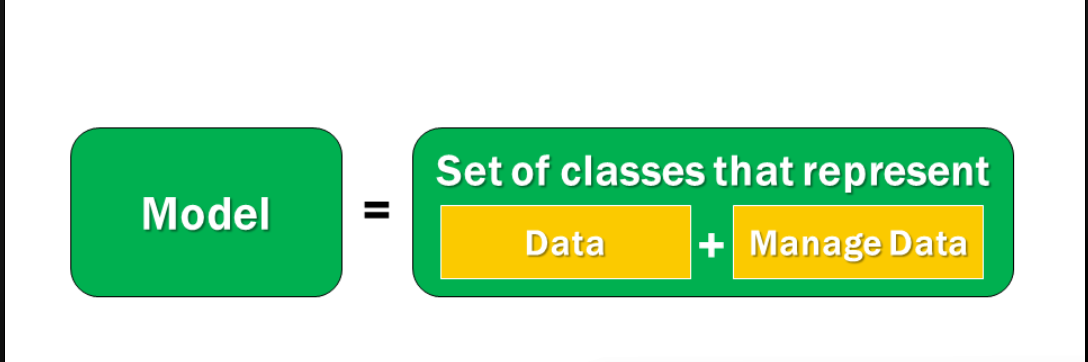 Model
=
Set of classes that represent
Data + Manage Data